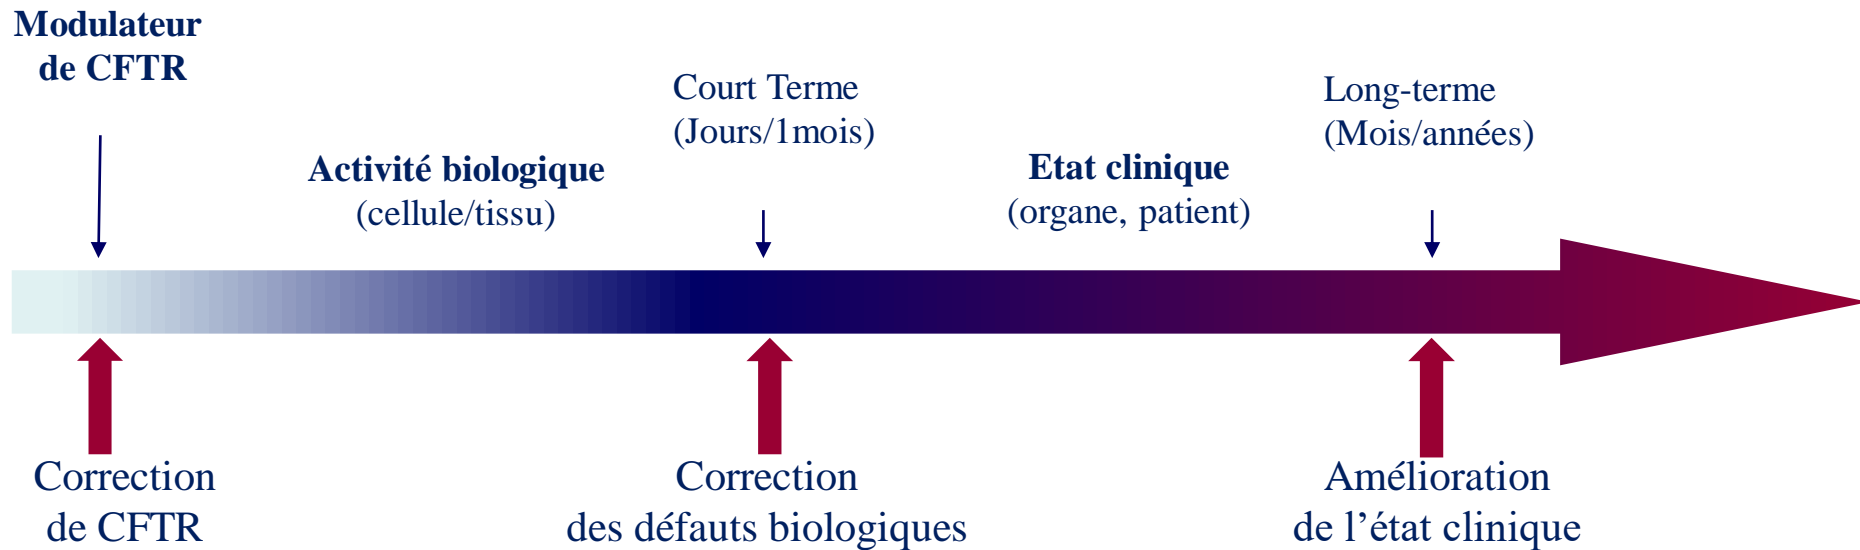 Modulateur
de CFTR
Court Terme
(Jours/1mois)
Long-terme
(Mois/années)
Activité biologique
(cellule/tissu)
Etat clinique
(organe, patient)
Correction
de CFTR
Correction
des défauts biologiques
Amélioration
de l’état clinique